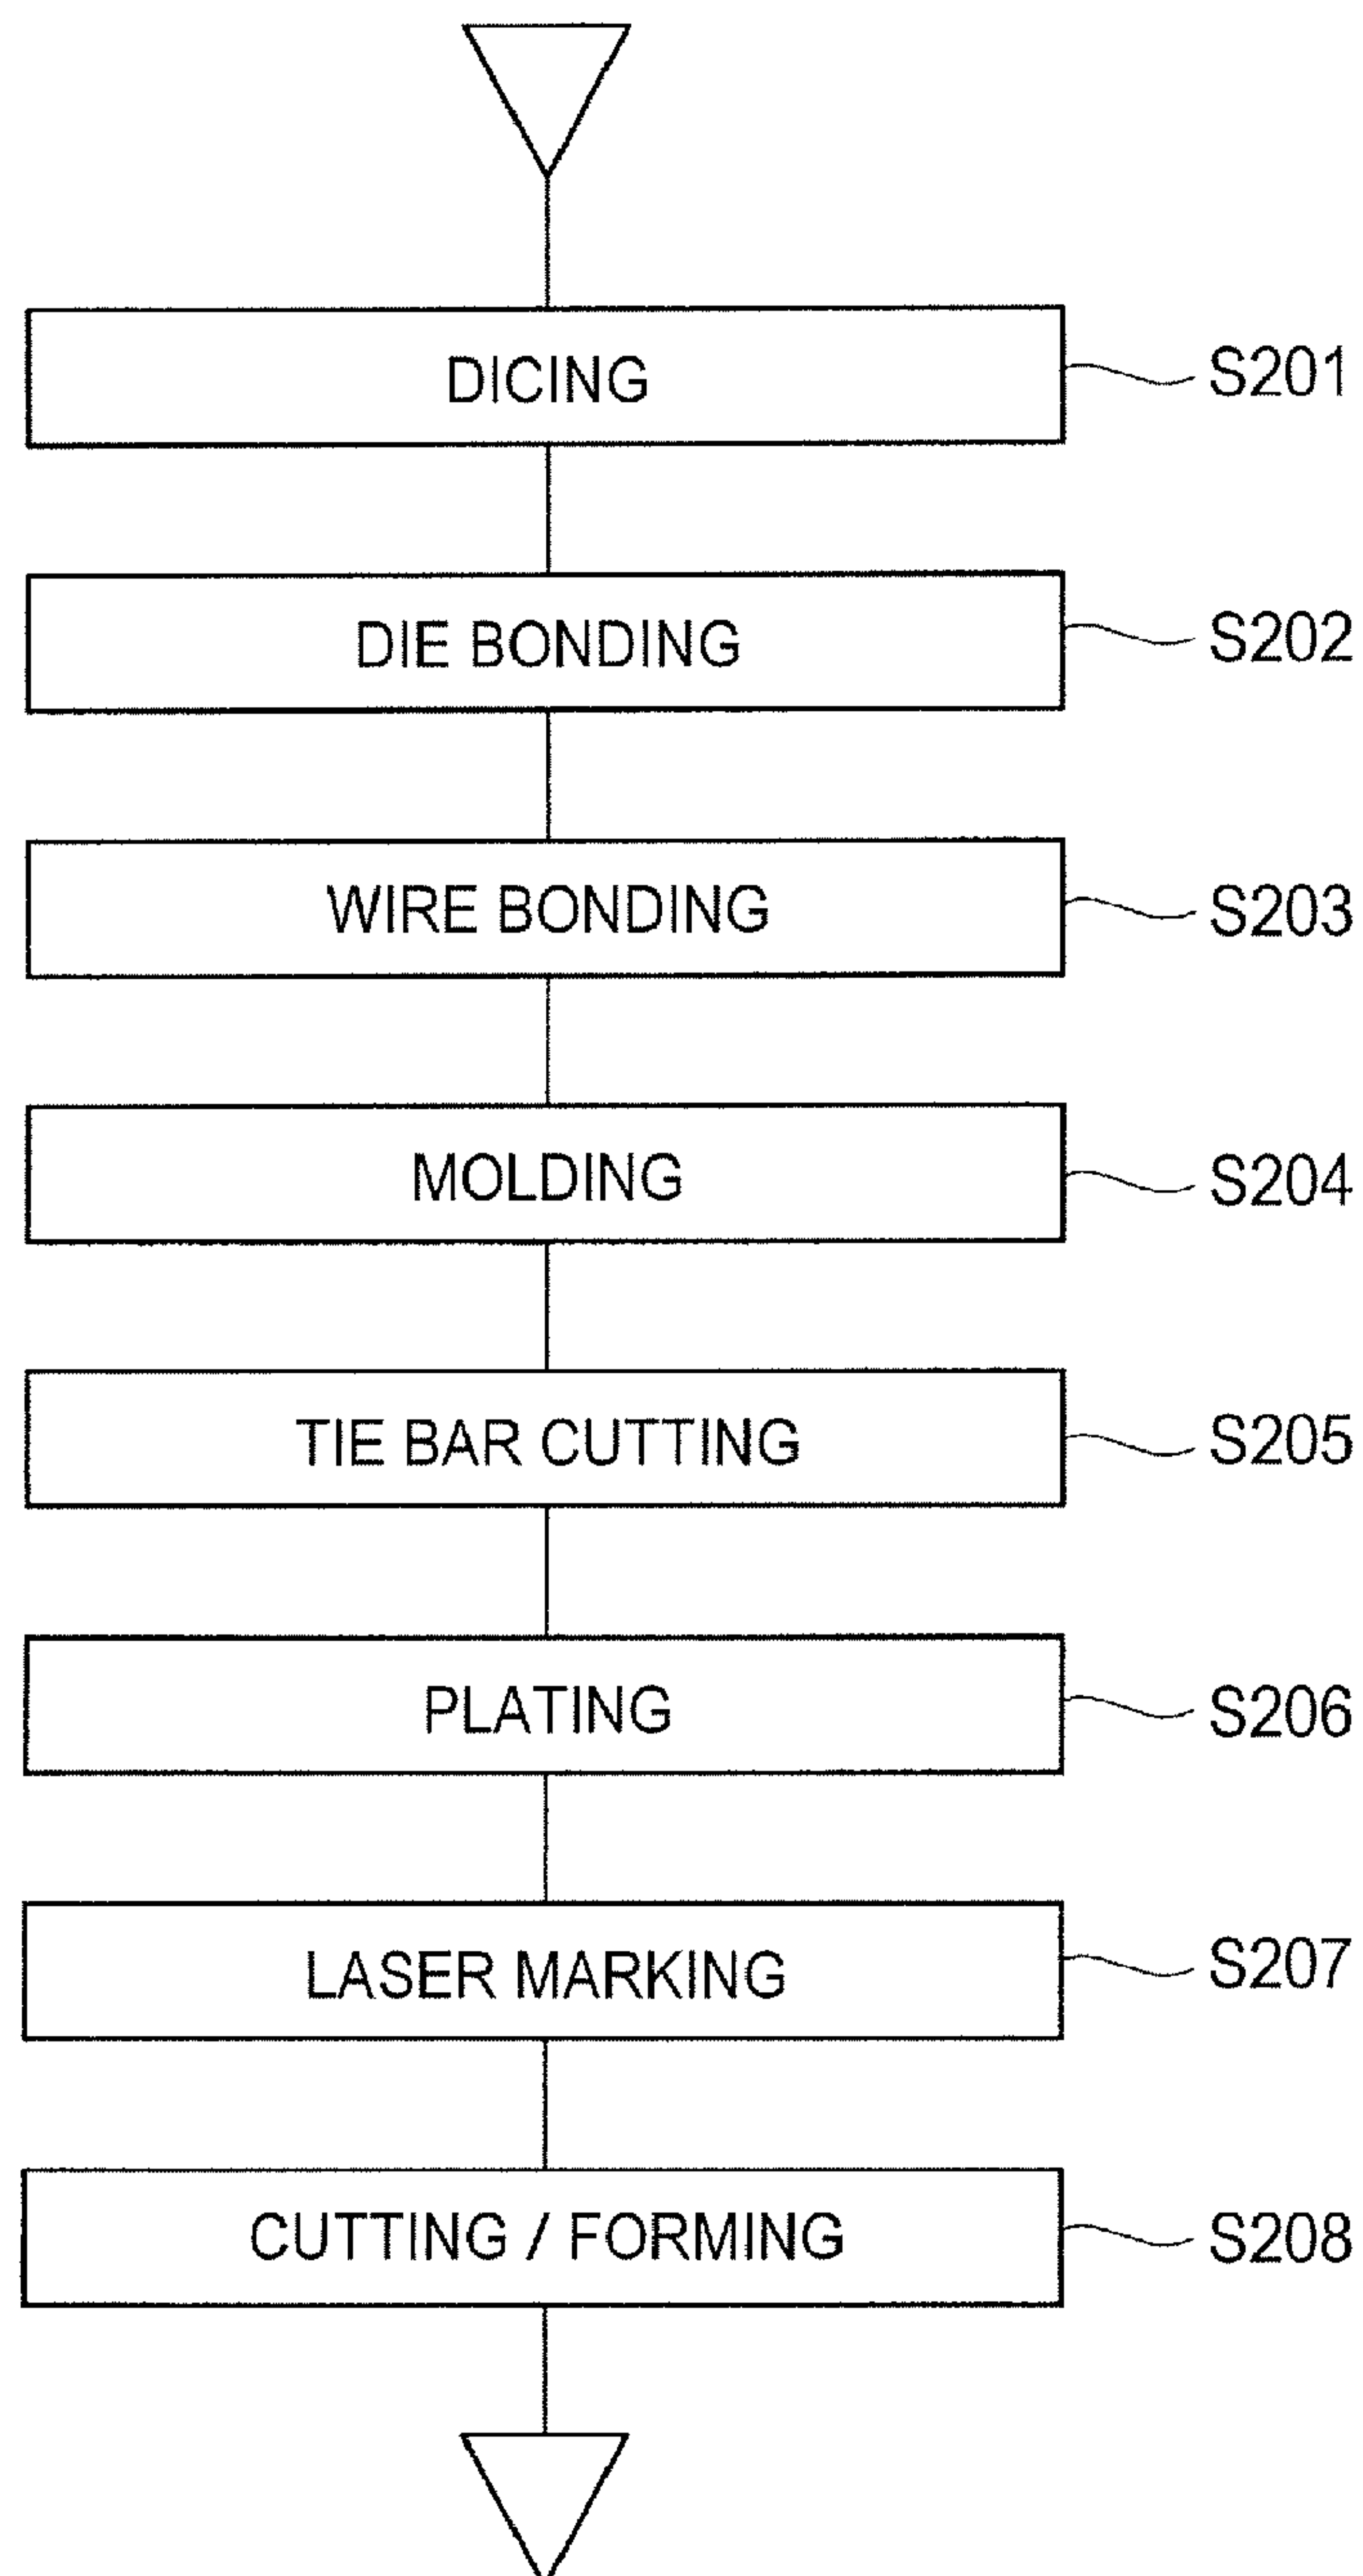 DICING S201
DIE BONDING S202
WIRE BONDING S203
MOLDING S204
TIE BAR CUTTING S205
PLATING S206
LASER MARKING S207
CUTTING / FORMING S208